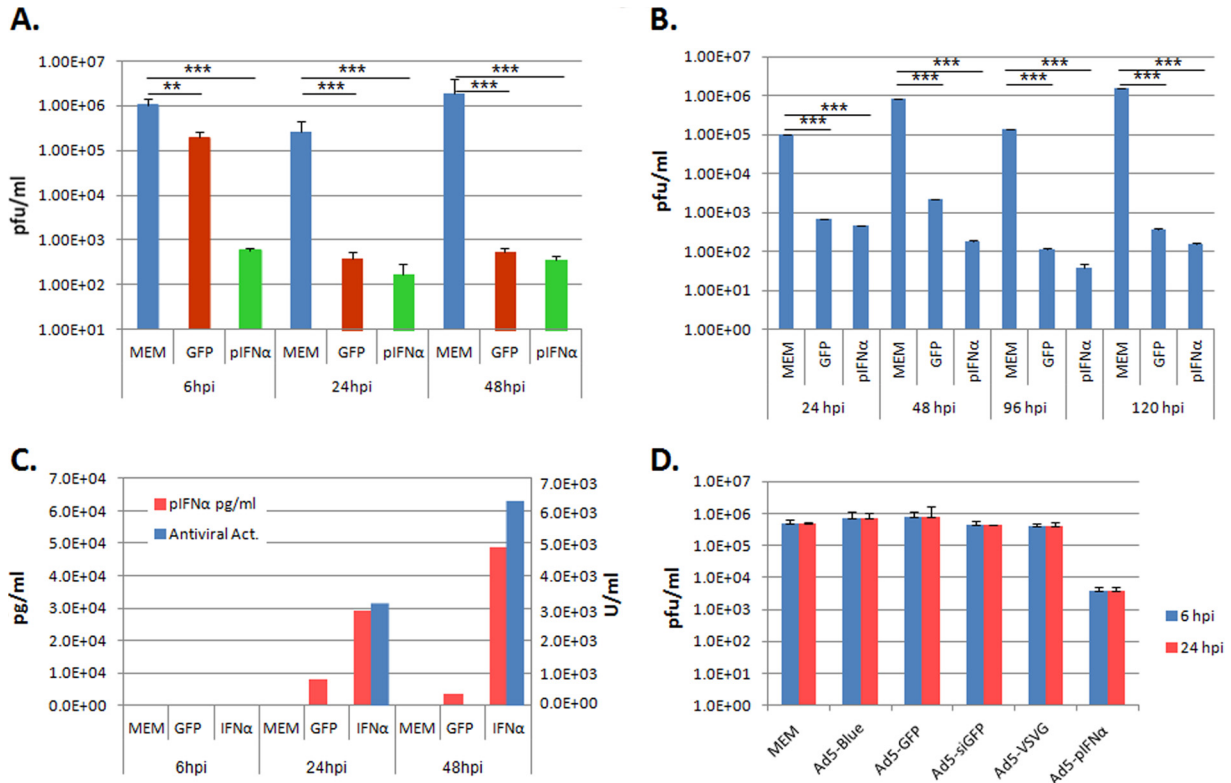 A.
1.00E+07
1.00E+06
1.00E+05
1.00E+04
1.00E+03
1.00E+02
1.00E+01
pfu/ml
*** *** ***
** *** ***
MEM GFP pIFNα MEM GFP pIFNα MEM GFP pIFNα
6hpi 24hpi 48hpi
B.
1.00E+07
1.00E+06
1.00E+05
1.00E+04
1.00E+03
1.00E+02
1.00E+01
1.00E+00
pfu/ml
*** *** *** ***
*** *** *** ***
MEM GFP pIFNα MEM GFP pIFNα MEM GFP pIFNα MEM GFP pIFNα
24 hpi 48 hpi 96 hpi 120 hpi
C.
7.0E+04
6.0E+04
5.0E+04
4.0E+04
3.0E+04
2.0E+04
1.0E+04
0.0E+00
pg/ml
pIFNα pg/ml
Antiviral Act.
7.0E+03
6.0E+03
5.0E+03
4.0E+03
3.0E+03
2.0E+03
1.0E+03
0.0E+00
U/ml
MEM GFP IFNα MEM GFP IFNα MEM GFP IFNα
6hpi 24hpi 48hpi
D.
1.0E+07
1.0E+06
1.0E+05
1.0E+04
1.0E+03
1.0E+02
1.0E+01
1.0E+00
pfu/ml
MEM Ad5-Blue Ad5-GFP Ad5-siGFP Ad5-VSVG Ad5-pIFNα
6 hpi
24 hpi